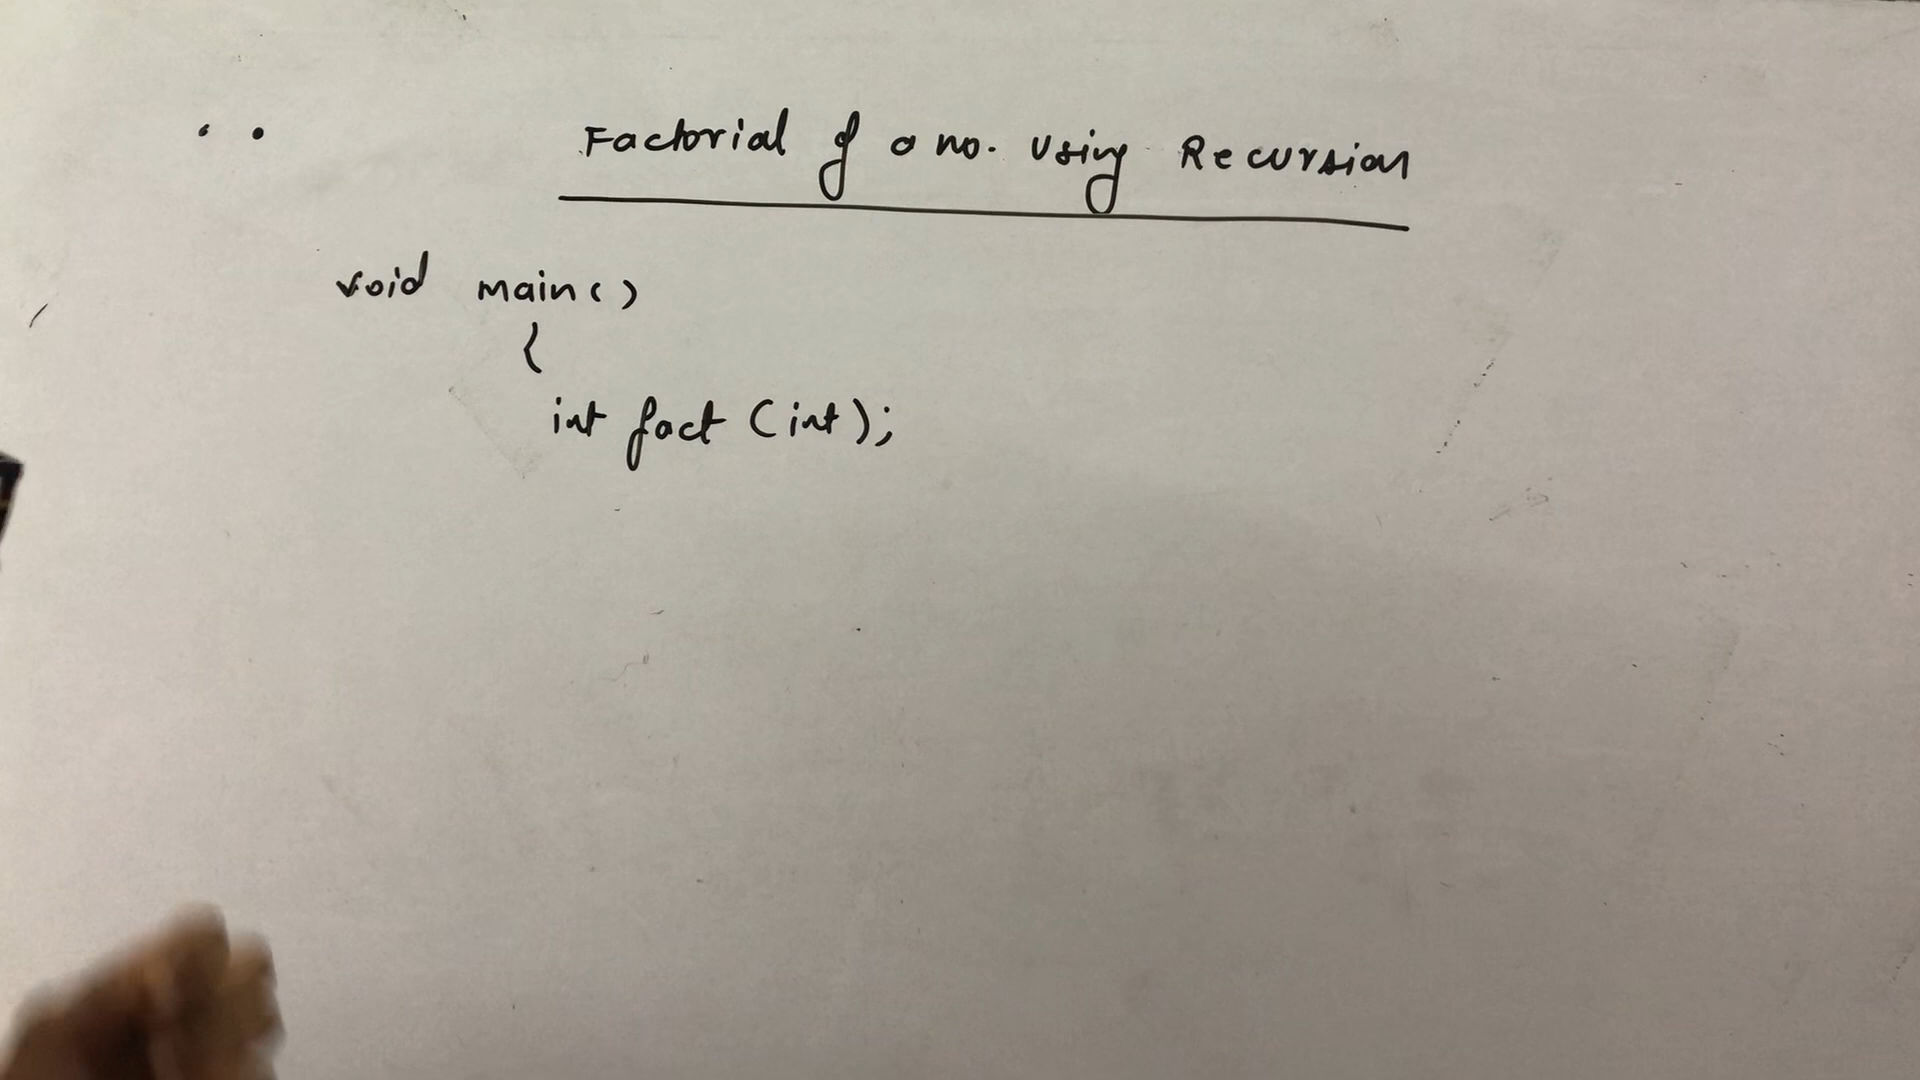 Factorial of a no. Using Recursion
void main()
{
int fact (int);